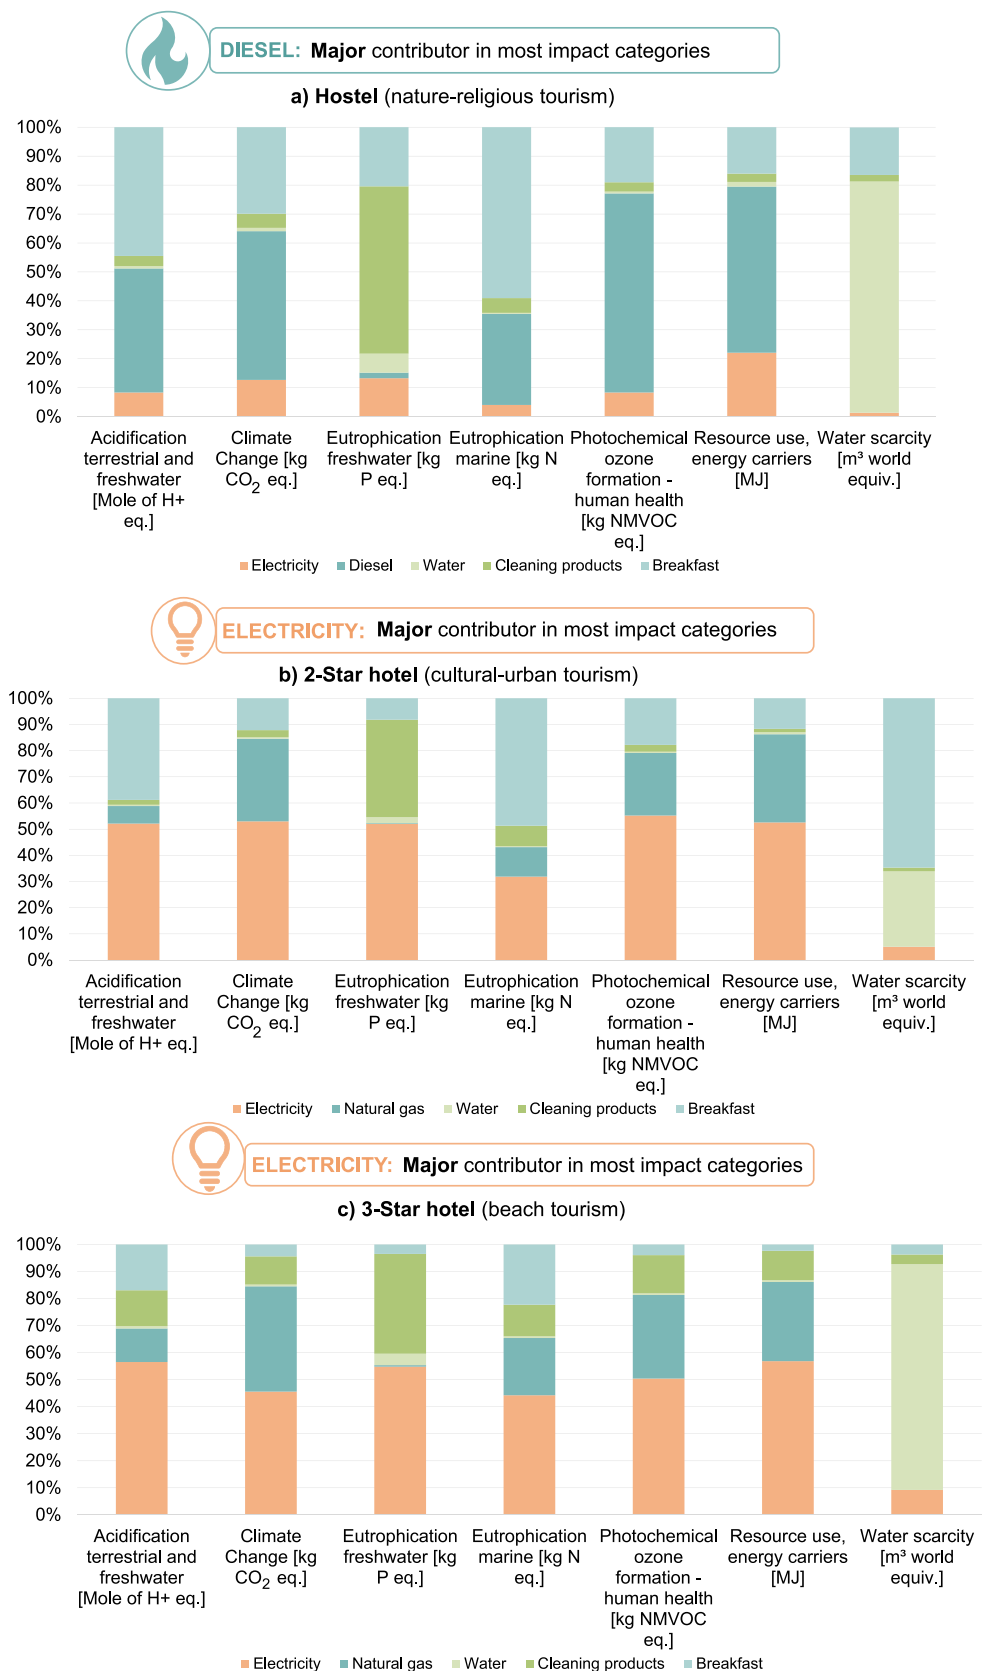 DIESEL: Major contributor in most impact categories
a) Hostel (nature-religious tourism)
100%
90%
80%
70%
60%
50%
40%
30%
20%
10%
0%
Acidification
terrestrial and
freshwater
[Mole of H+
eq.]
Climate
Change [kg
CO2 eq.]
Eutrophication
freshwater [kg
P eq.]
Eutrophication
marine [kg N
eq.]
Photochemical
ozone
formation -
human health
[kg NMVOC
eq.]
Resource use,
energy carriers
[MJ]
Water scarcity
[m³ world
equiv.]
Electricity Diesel Water Cleaning products Breakfast
ELECTRICITY: Major contributor in most impact categories
b) 2-Star hotel (cultural-urban tourism)
100%
90%
80%
70%
60%
50%
40%
30%
20%
10%
0%
Acidification
terrestrial and
freshwater
[Mole of H+ eq.]
Climate
Change [kg
CO2 eq.]
Eutrophication
freshwater [kg
P eq.]
Eutrophication
marine [kg N
eq.]
Photochemical
ozone
formation -
human health
[kg NMVOC
eq.]
Resource use,
energy carriers
[MJ]
Water scarcity
[m³ world
equiv.]
Electricity Natural gas Water Cleaning products Breakfast
ELECTRICITY: Major contributor in most impact categories
c) 3-Star hotel (beach tourism)
100%
90%
80%
70%
60%
50%
40%
30%
20%
10%
0%
Acidification
terrestrial and
freshwater
[Mole of H+ eq.]
Climate
Change [kg
CO2 eq.]
Eutrophication
freshwater [kg
P eq.]
Eutrophication
marine [kg N
eq.]
Photochemical
ozone
formation -
human health
[kg NMVOC
eq.]
Resource use,
energy carriers
[MJ]
Water scarcity
[m³ world
equiv.]
Electricity Natural gas Water Cleaning products Breakfast